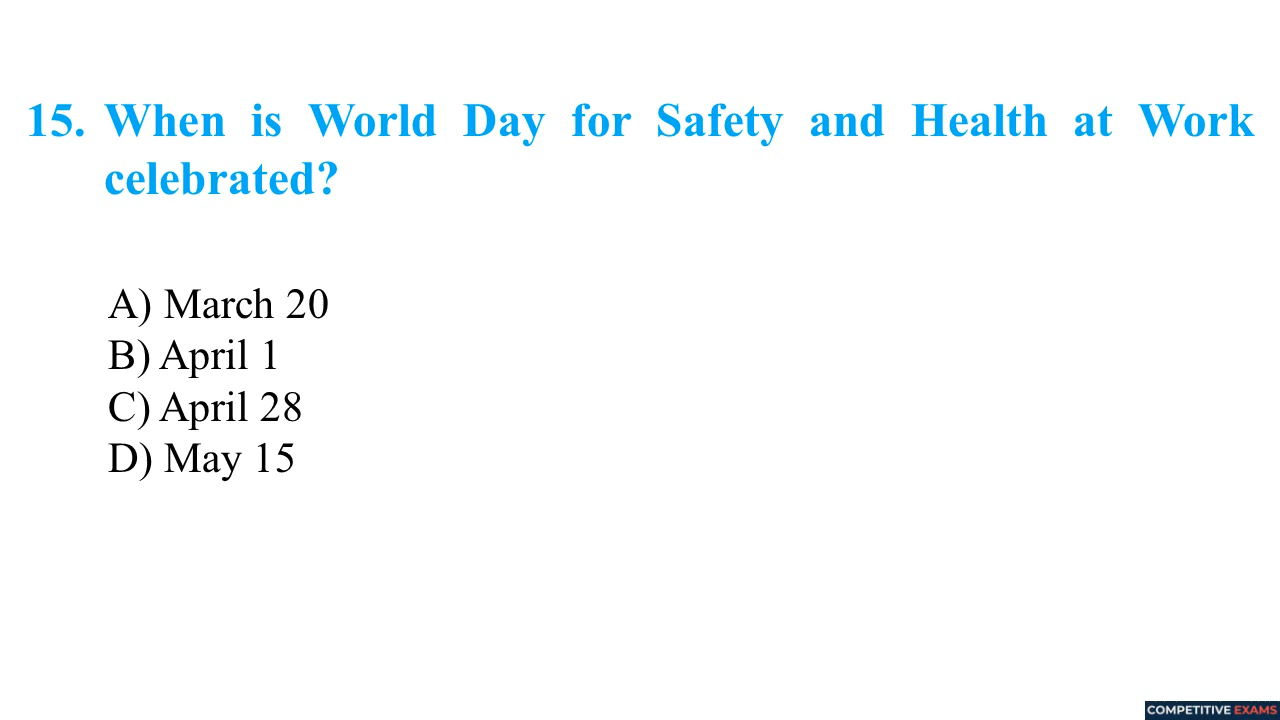 15. When is World Day for Safety and Health at Work
celebrated?
A) March 20
B) April 1
C) April 28
D) May 15
COMPETITIVE EXAMS